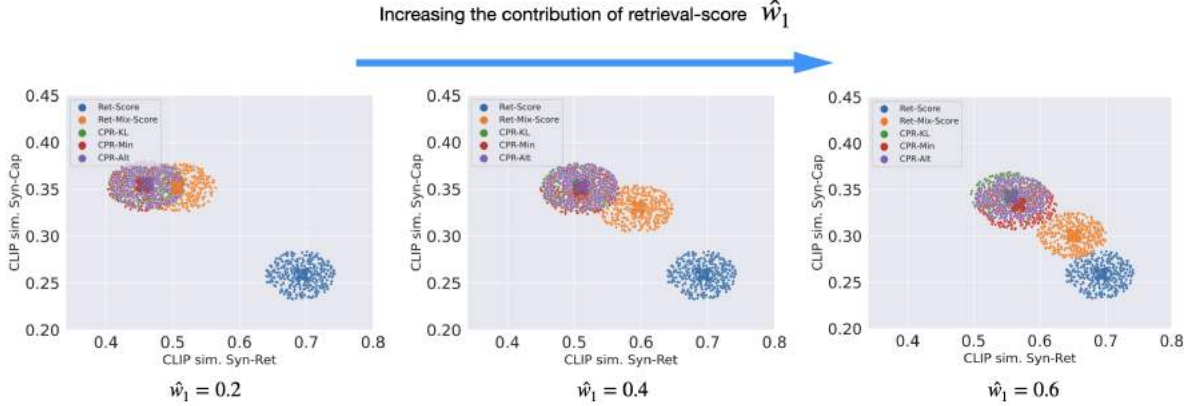 Increasing the contribution of retrieval-score ŵ₁
0.45
0.40
0.35
0.30
0.25
0.20
CLIP sim. Syn-Cap
Ret-Score
Ret-Mix-Score
CPR-KL
CPR-Min
CPR-Alt
0.4 0.5 0.6 0.7 0.8
CLIP sim. Syn-Ret
ŵ₁ = 0.2
0.45
0.40
0.35
0.30
0.25
0.20
CLIP sim. Syn-Cap
Ret-Score
Ret-Mix-Score
CPR-KL
CPR-Min
CPR-Alt
0.4 0.5 0.6 0.7 0.8
CLIP sim. Syn-Ret
ŵ₁ = 0.4
0.45
0.40
0.35
0.30
0.25
0.20
CLIP sim. Syn-Cap
Ret-Score
Ret-Mix-Score
CPR-KL
CPR-Min
CPR-Alt
0.4 0.5 0.6 0.7 0.8
CLIP sim. Syn-Ret
ŵ₁ = 0.6